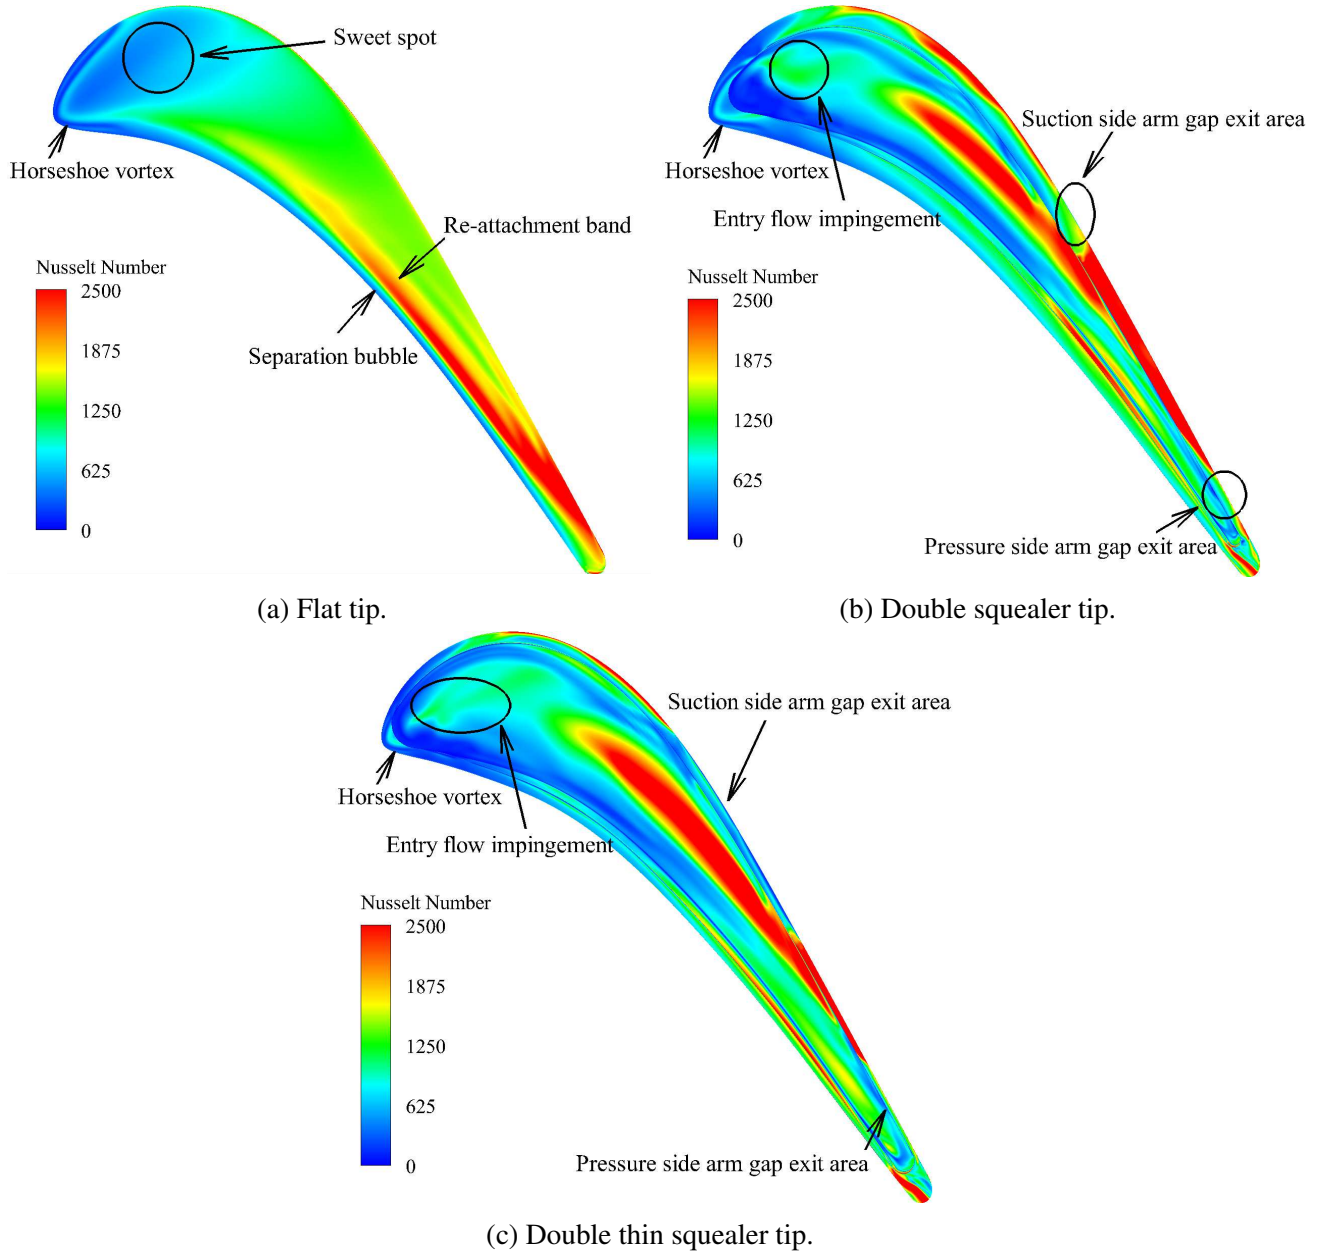 Sweet spot
Horseshoe vortex
Re-attachment band
Separation bubble
Nusselt Number
2500
1875
1250
625
0
(a) Flat tip.
Suction side arm gap exit area
Horseshoe vortex
Entry flow impingement
Nusselt Number
2500
1875
1250
625
0
Pressure side arm gap exit area
(b) Double squealer tip.
Suction side arm gap exit area
Horseshoe vortex
Entry flow impingement
Nusselt Number
2500
1875
1250
625
0
Pressure side arm gap exit area
(c) Double thin squealer tip.